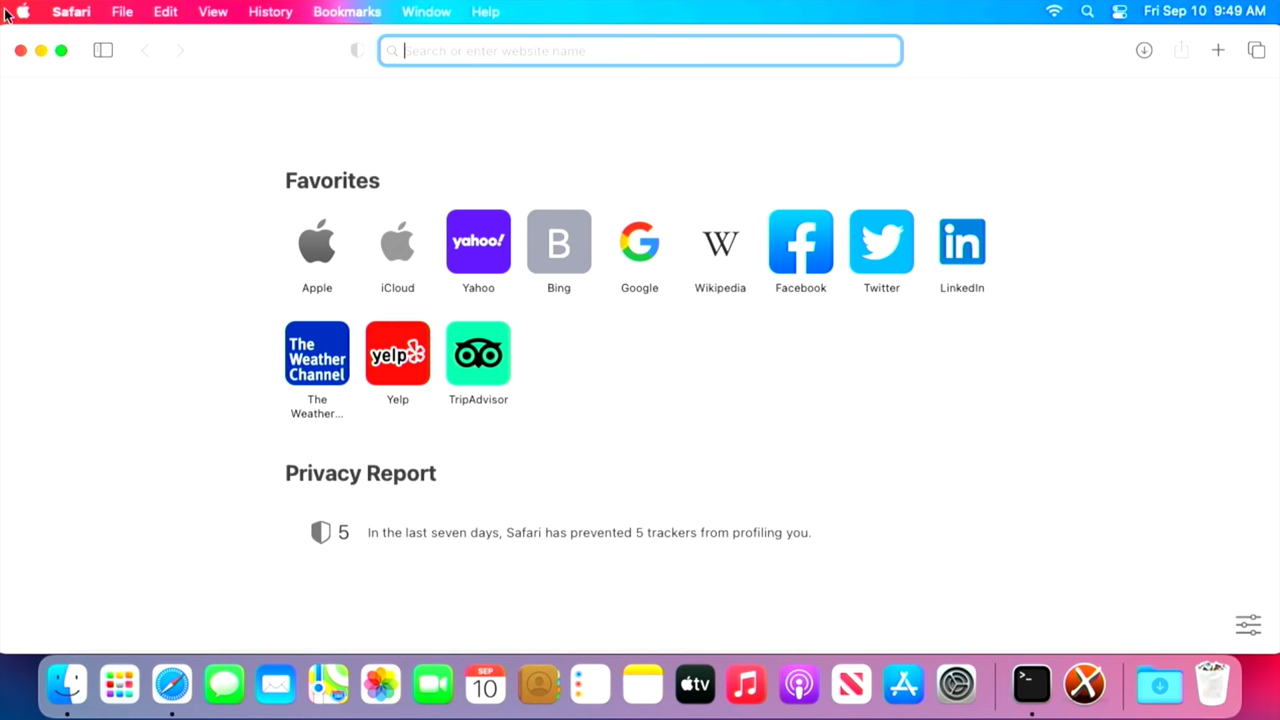 Safari File Edit View History Bookmarks Window Help Fri Sep 10 9:49 AM
Search or enter website name
Favorites
yahoo! B W f in
Apple iCloud Yahoo Bing Google Wikipedia Facebook Twitter LinkedIn
The
Weather
Channel
yelp
The
Weather...
Yelp TripAdvisor
Privacy Report
5 In the last seven days, Safari has prevented 5 trackers from profiling you.
SEP
10
tv
>_